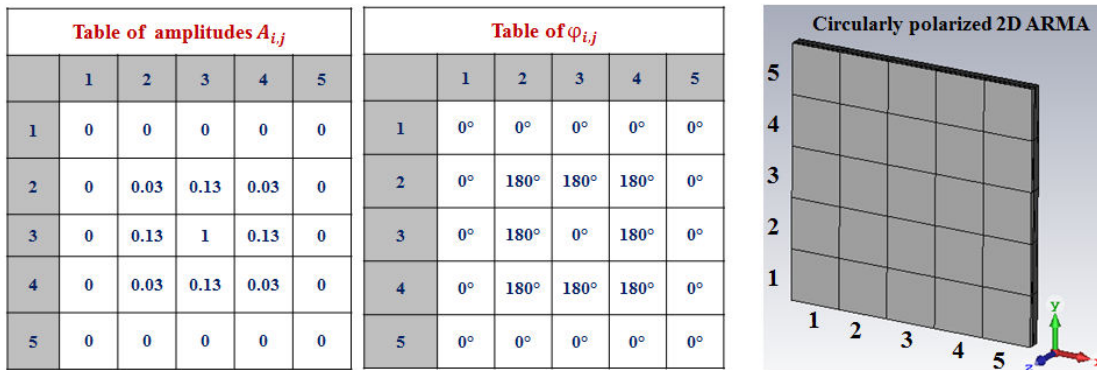 Table of amplitudes A_{i,j}
1 2 3 4 5
1 0 0 0 0 0
2 0 0.03 0.13 0.03 0
3 0 0.13 1 0.13 0
4 0 0.03 0.13 0.03 0
5 0 0 0 0 0
Table of φ_{i,j}
1 2 3 4 5
1 0° 0° 0° 0° 0°
2 0° 180° 180° 180° 0°
3 0° 180° 0° 180° 0°
4 0° 180° 180° 180° 0°
5 0° 0° 0° 0° 0°
Circularly polarized 2D ARMA
5
4
3
2
1
1 2 3 4 5
y
z x